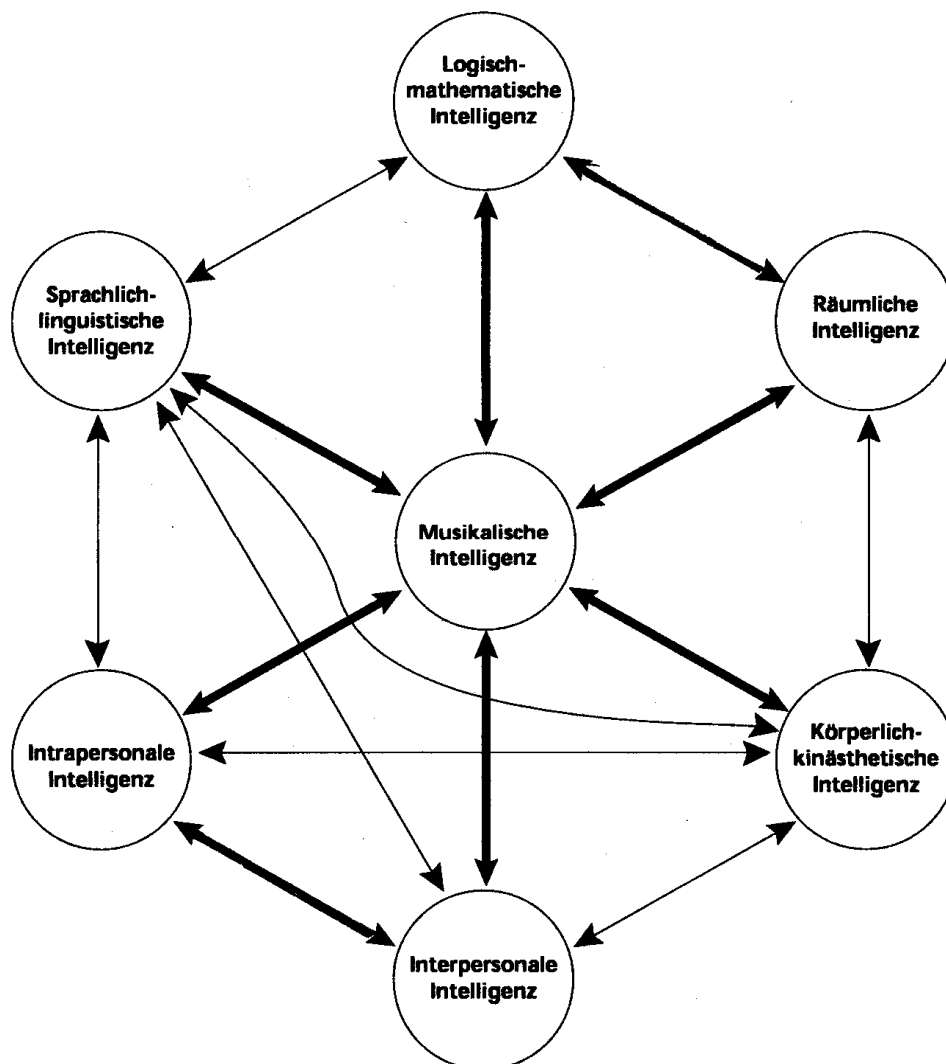 Logisch-
mathematische
Intelligenz
Sprachlich-
linguistische
Intelligenz
Räumliche
Intelligenz
Musikalische
Intelligenz
Intrapersonale
Intelligenz
Körperlich-
kinästhetische
Intelligenz
Interpersonale
Intelligenz